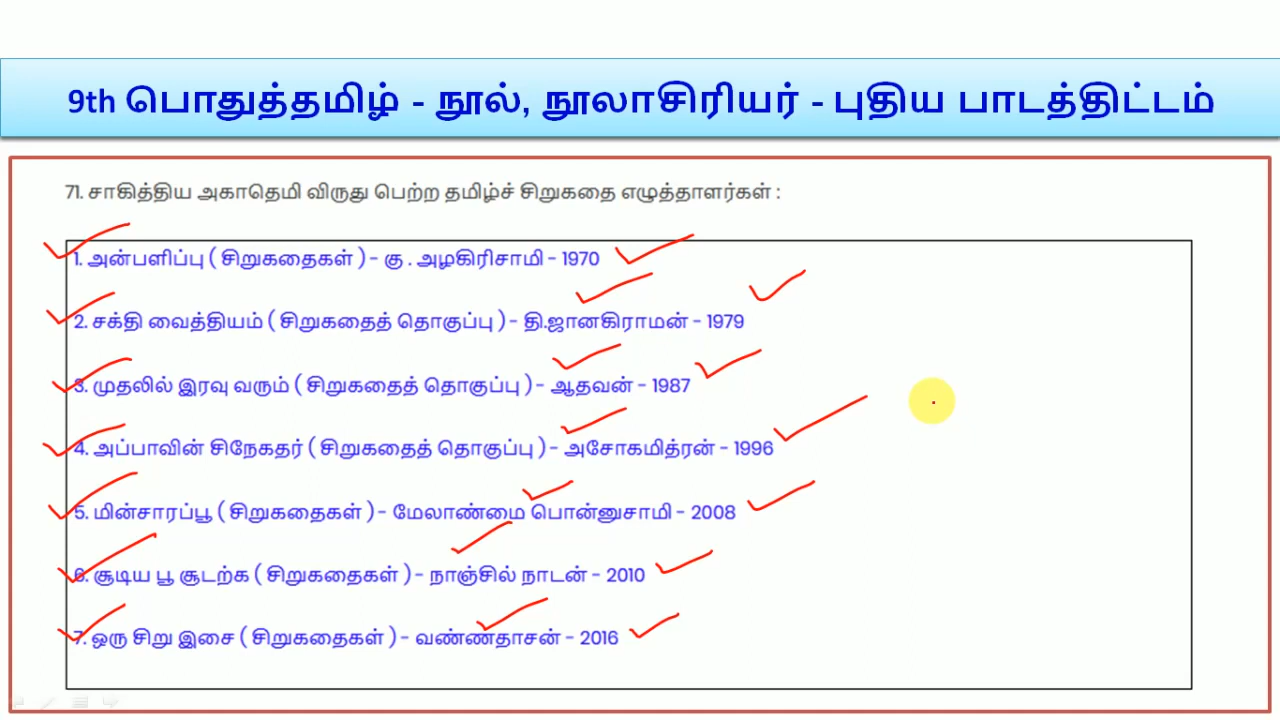 9th பொதுத்தமிழ் - நூல், நூலாசிரியர் - புதிய பாடத்திட்டம்
71. சாகித்திய அகாதெமி விருது பெற்ற தமிழ்ச் சிறுகதை எழுத்தாளர்கள் :
1. அன்பளிப்பு ( சிறுகதைகள் ) - கு . அழகிரிசாமி - 1970
2. சக்தி வைத்தியம் ( சிறுகதைத் தொகுப்பு ) - தி.ஜானகிராமன் - 1979
3. முதலில் இரவு வரும் ( சிறுகதைத் தொகுப்பு ) - ஆதவன் - 1987
4. அப்பாவின் சிநேகதர் ( சிறுகதைத் தொகுப்பு ) - அசோகமித்ரன் - 1996
5. மின்சாரப்பூ ( சிறுகதைகள் ) - மேலாண்மை பொன்னுசாமி - 2008
6. சூடிய பூ சூடற்க ( சிறுகதைகள் ) - நாஞ்சில் நாடன் - 2010
7. ஒரு சிறு இசை ( சிறுகதைகள் ) - வண்ணதாசன் - 2016